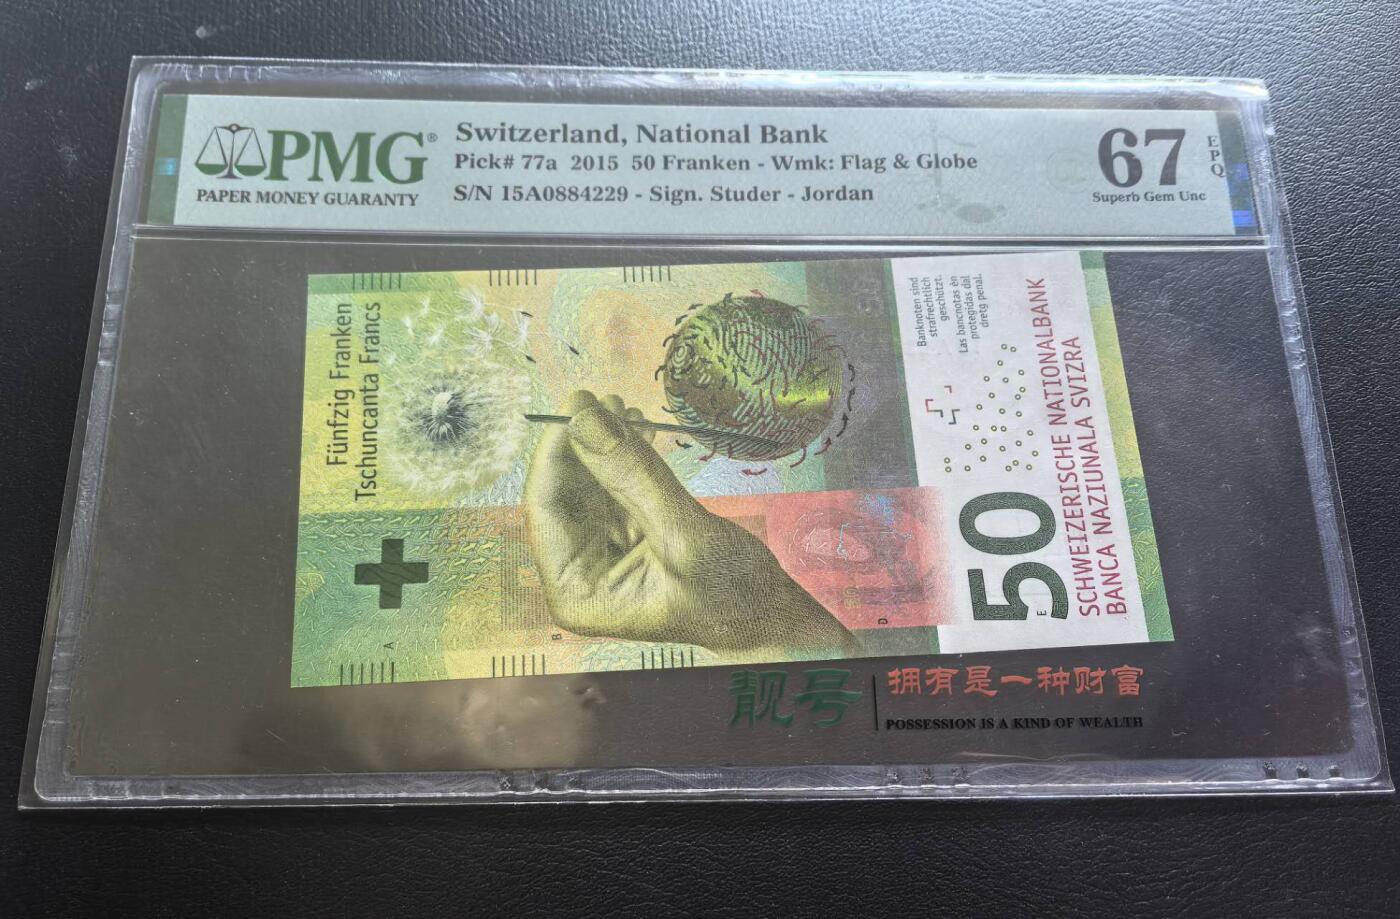 PMG®
PAPER MONEY GUARANTY
Switzerland, National Bank
Pick# 77a 2015 50 Franken - Wmk: Flag & Globe
S/N 15A0884229 - Sign. Studer - Jordan
67
EPQ
Superb Gem Unc
Fünfzig Franken
Tschuncanta Francs
Banknoten sind
strafrechtlich
geschützt.
Las bancnotas èn
protegidas dal
dretg penal.
50
SCHWEIZERISCHE NATIONALBANK
BANCA NAZIUNALA SVIZRA
A
B
D
E
靓号
拥有是一种财富
POSSESSION IS A KIND OF WEALTH